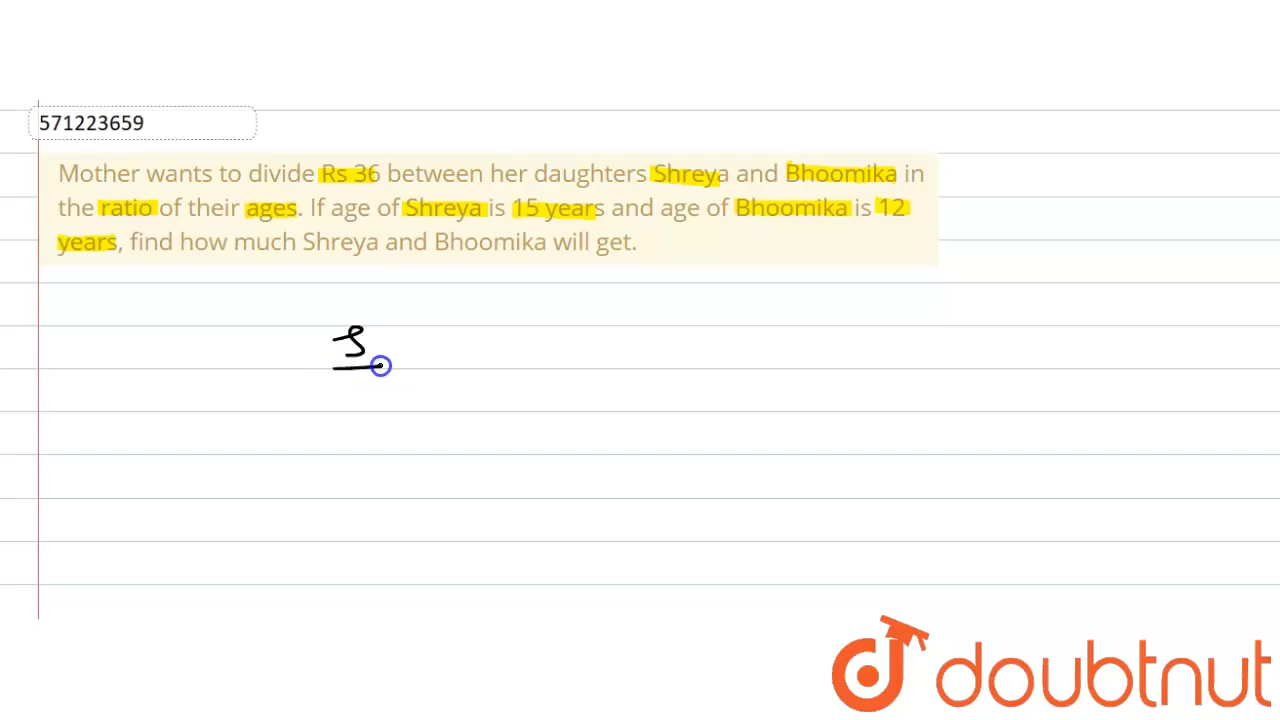 571223659
Mother wants to divide Rs 36 between her daughters Shreya and Bhoomika in
the ratio of their ages. If age of Shreya is 15 years and age of Bhoomika is 12
years, find how much Shreya and Bhoomika will get.
S
doubtnut